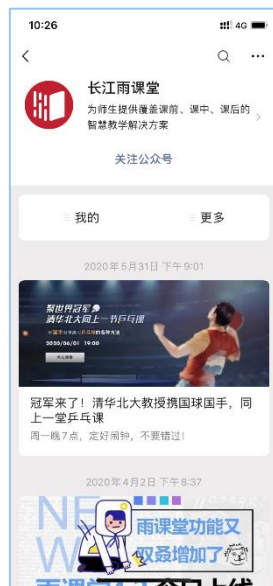 10:26
4G
长江雨课堂
为师生提供覆盖课前、课中、课后的
智慧教学解决方案
关注公众号
我的
更多
2020年5月31日 下午9:01
聚世界冠军
清华北大同上一节乒乓课
2020/06/01 19:00
冠军来了！清华北大教授携国球国手，同
上一堂乒乓课
周一晚7点，定好闹钟，不要错过！
2020年4月2日 下午8:37
NE
W
雨课堂功能又
双叒增加了